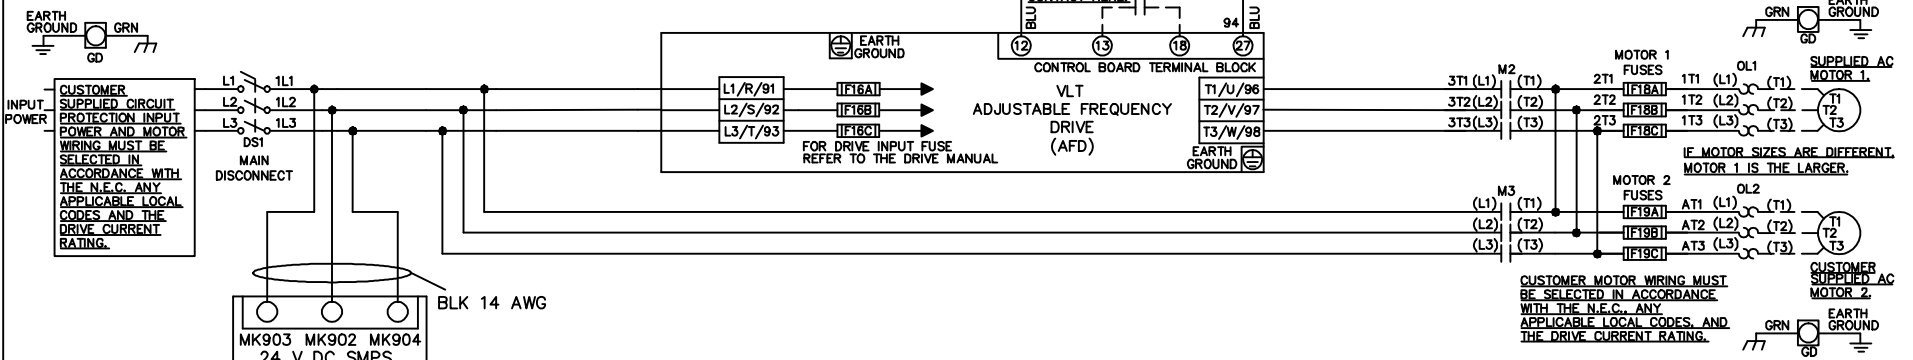 EARTH
GROUND
GRN
GD
INPUT
POWER
CUSTOMER
SUPPLIED CIRCUIT
PROTECTION INPUT
POWER AND MOTOR
WIRING MUST BE
SELECTED IN
ACCORDANCE WITH
THE N.E.C. ANY
APPLICABLE LOCAL
CODES AND THE
DRIVE CURRENT
RATING.
L1 1L1
L2 1L2
L3 1L3
DS1
MAIN
DISCONNECT
BLK 14 AWG
MK903 MK902 MK904
24 V DC SMPS
EARTH
GROUND
BLU
94
BLU
12 13 18 27
CONTROL BOARD TERMINAL BLOCK
L1/R/91
L2/S/92
L3/T/93
F16A
F16B
F16C
FOR DRIVE INPUT FUSE
REFER TO THE DRIVE MANUAL
VLT
ADJUSTABLE FREQUENCY
DRIVE
(AFD)
T1/U/96
T2/V/97
T3/W/98
EARTH
GROUND
M2
3T1 (L1) (T1)
3T2(L2) (T2)
3T3(L3) (T3)
MOTOR 1
FUSES
2T1 F18A 1T1 (L1) (T1)
2T2 F18B 1T2 (L2) (T2)
2T3 F18C 1T3 (L3) (T3)
OL1
GRN
EARTH
GROUND
GD
SUPPLIED AC
MOTOR 1.
T1
T2
T3
IF MOTOR SIZES ARE DIFFERENT,
MOTOR 1 IS THE LARGER.
M3
(L1) (T1)
(L2) (T2)
(L3) (T3)
MOTOR 2
FUSES
F19A AT1 (L1) (T1)
F19B AT2 (L2) (T2)
F19C AT3 (L3) (T3)
OL2
T1
T2
T3
CUSTOMER
SUPPLIED AC
MOTOR 2.
CUSTOMER MOTOR WIRING MUST
BE SELECTED IN ACCORDANCE
WITH THE N.E.C., ANY
APPLICABLE LOCAL CODES, AND
THE DRIVE CURRENT RATING.
GRN
EARTH
GROUND
GD